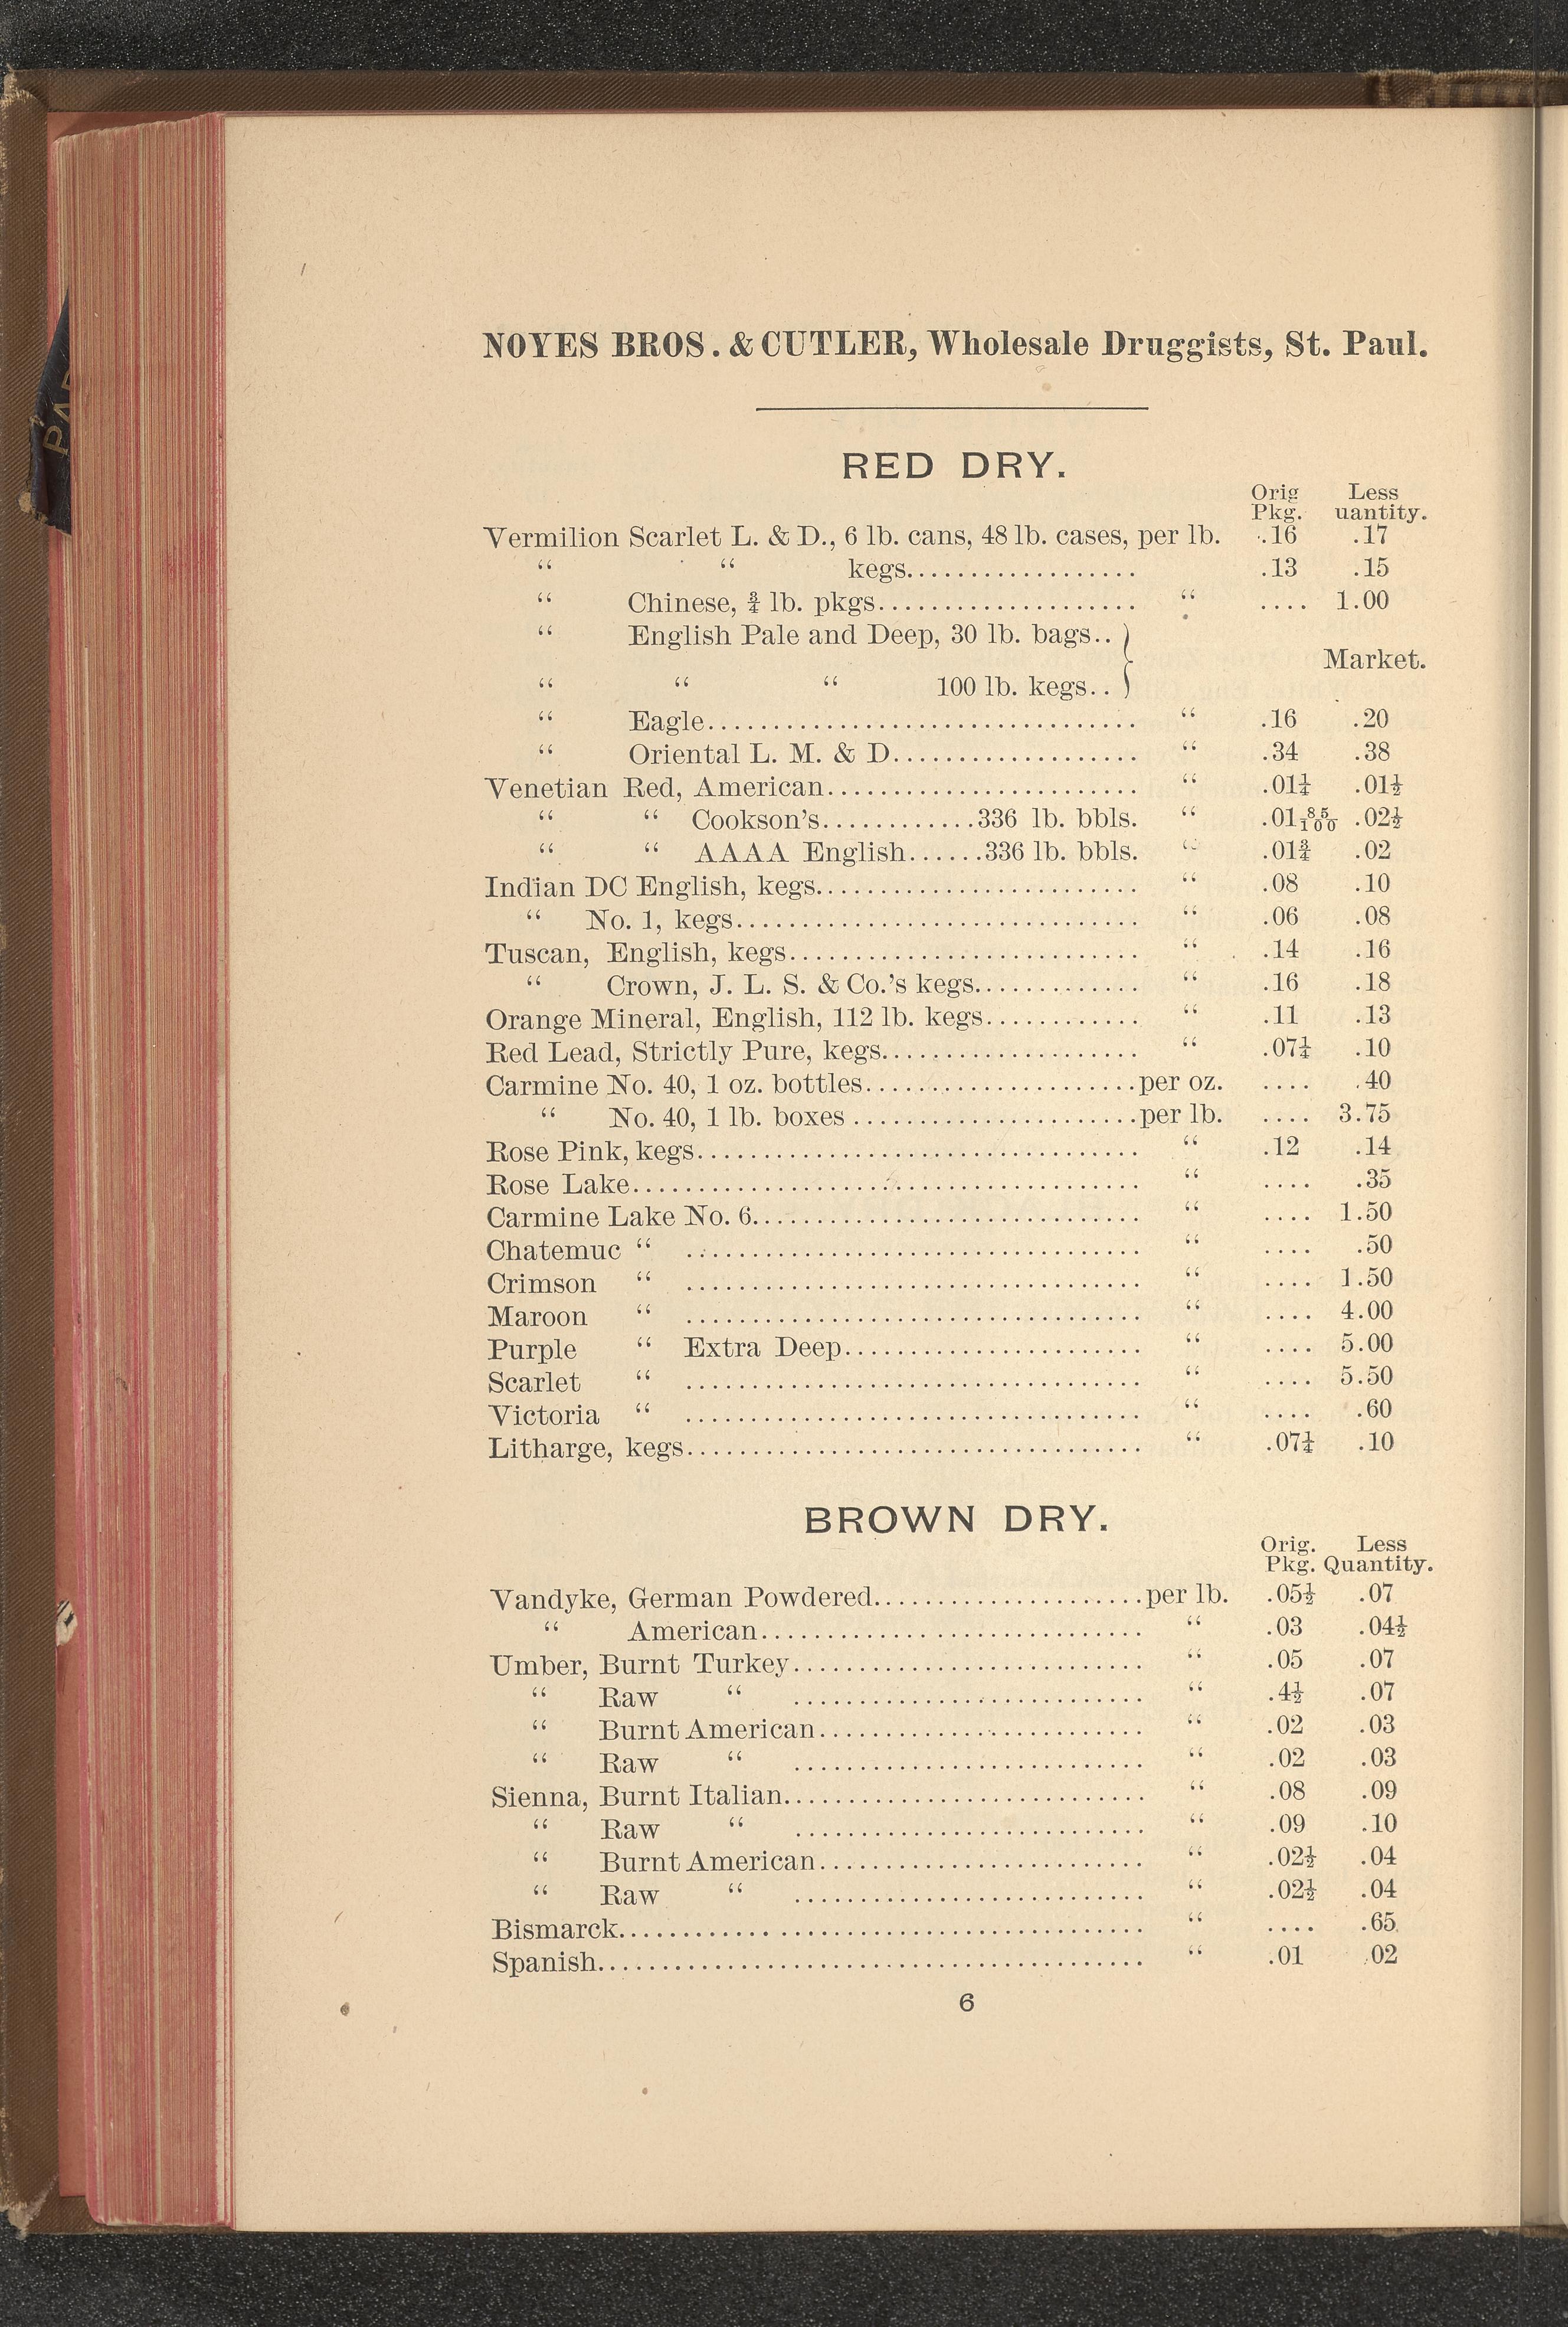 NOYES BROS. & CUTLER, Wholesale Druggists, St. Paul.
RED DRY.
Orig Less
Pkg. uantity.
Vermilion Scarlet L. & D., 6 lb. cans, 48 lb. cases, per lb. .16 .17
“ “ kegs.................. .13 .15
“ Chinese, ¾ lb. pkgs.................... “ .... 1.00
“ English Pale and Deep, 30 lb. bags.. }
Market.
“ “ “ 100 lb. kegs.. }
“ Eagle................................. “ .16 .20
“ Oriental L. M. & D................... “ .34 .38
Venetian Red, American........................ “ .01¼ .01½
“ “ Cookson's............336 lb. bbls. “ .01 85/100 .02½
“ “ AAAA English......336 lb. bbls. “ .01¾ .02
Indian DC English, kegs......................... “ .08 .10
“ No. 1, kegs............................... “ .06 .08
Tuscan, English, kegs........................... “ .14 .16
“ Crown, J. L. S. & Co.'s kegs............. “ .16 .18
Orange Mineral, English, 112 lb. kegs............ “ .11 .13
Red Lead, Strictly Pure, kegs.................... “ .07¼ .10
Carmine No. 40, 1 oz. bottles.....................per oz. .... .40
“ No. 40, 1 lb. boxes ......................per lb. .... 3.75
Rose Pink, kegs.................................. “ .12 .14
Rose Lake....................................... “ .... .35
Carmine Lake No. 6.............................. “ .... 1.50
Chatemuc “ ................................... “ .... .50
Crimson “ ................................... “ .... 1.50
Maroon “ ................................... “ .... 4.00
Purple “ Extra Deep....................... “ .... 5.00
Scarlet “ ................................... “ .... 5.50
Victoria “ ................................... “ .... .60
Litharge, kegs................................... “ .07¼ .10
BROWN DRY.
Orig. Less
Pkg. Quantity.
Vandyke, German Powdered.....................per lb. .05½ .07
“ American............................. “ .03 .04½
Umber, Burnt Turkey........................... “ .05 .07
“ Raw “ ........................... “ .4½ .07
“ Burnt American......................... “ .02 .03
“ Raw “ ........................... “ .02 .03
Sienna, Burnt Italian............................ “ .08 .09
“ Raw “ ........................... “ .09 .10
“ Burnt American......................... “ .02½ .04
“ Raw “ ........................... “ .02½ .04
Bismarck........................................ “ .... .65
Spanish.......................................... “ .01 .02
6